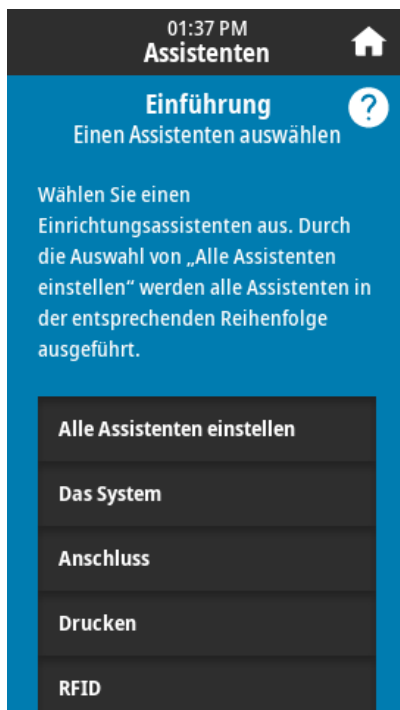 01:37 PM
Assistenten
Einführung
?
Einen Assistenten auswählen
Wählen Sie einen
Einrichtungsassistenten aus. Durch
die Auswahl von „Alle Assistenten
einstellen“ werden alle Assistenten in
der entsprechenden Reihenfolge
ausgeführt.
Alle Assistenten einstellen
Das System
Anschluss
Drucken
RFID